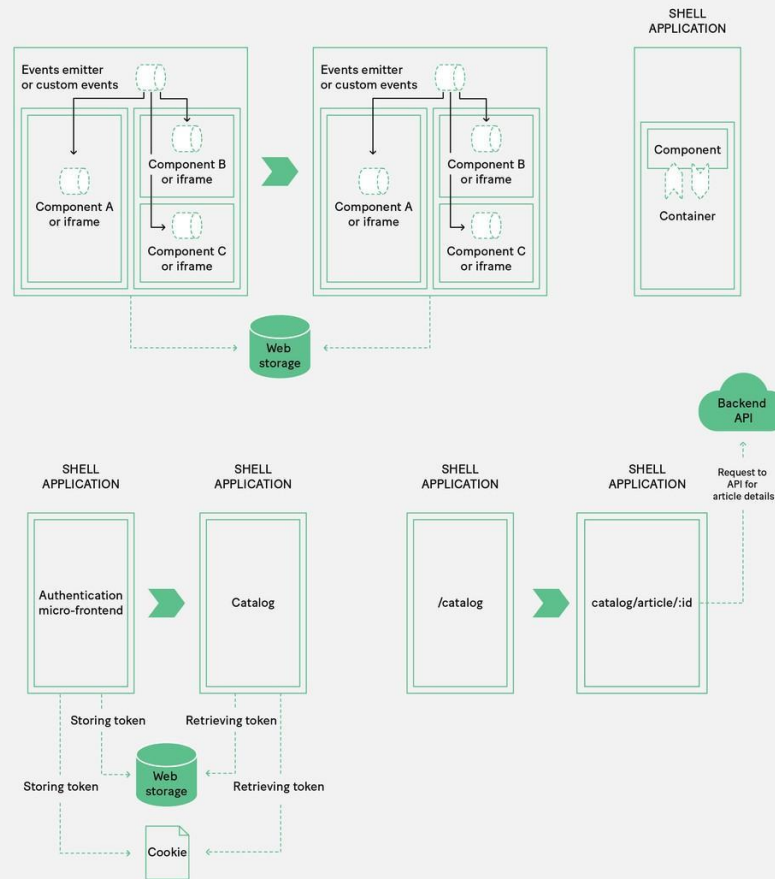 SHELL
APPLICATION
Events emitter
or custom events
Component A
or iframe
Component B
or iframe
Component C
or iframe
Events emitter
or custom events
Component A
or iframe
Component B
or iframe
Component C
or iframe
Component
Container
Web
storage
Backend
API
Request to
API for
article details
SHELL
APPLICATION
SHELL
APPLICATION
SHELL
APPLICATION
SHELL
APPLICATION
Authentication
micro-frontend
Catalog
/catalog
catalog/article/:id
Storing token
Retrieving token
Web
storage
Storing token
Retrieving token
Cookie